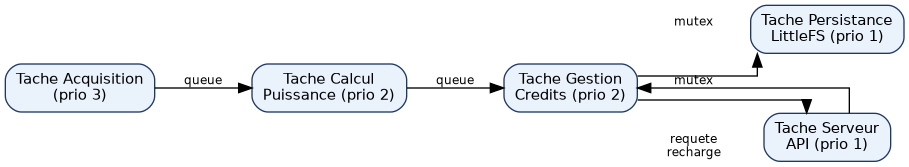 Tache Acquisition
(prio 3)
queue
Tache Calcul
Puissance (prio 2)
queue
Tache Gestion
Credits (prio 2)
mutex
Tache Persistance
LittleFS (prio 1)
mutex
Tache Serveur
API (prio 1)
requete
recharge